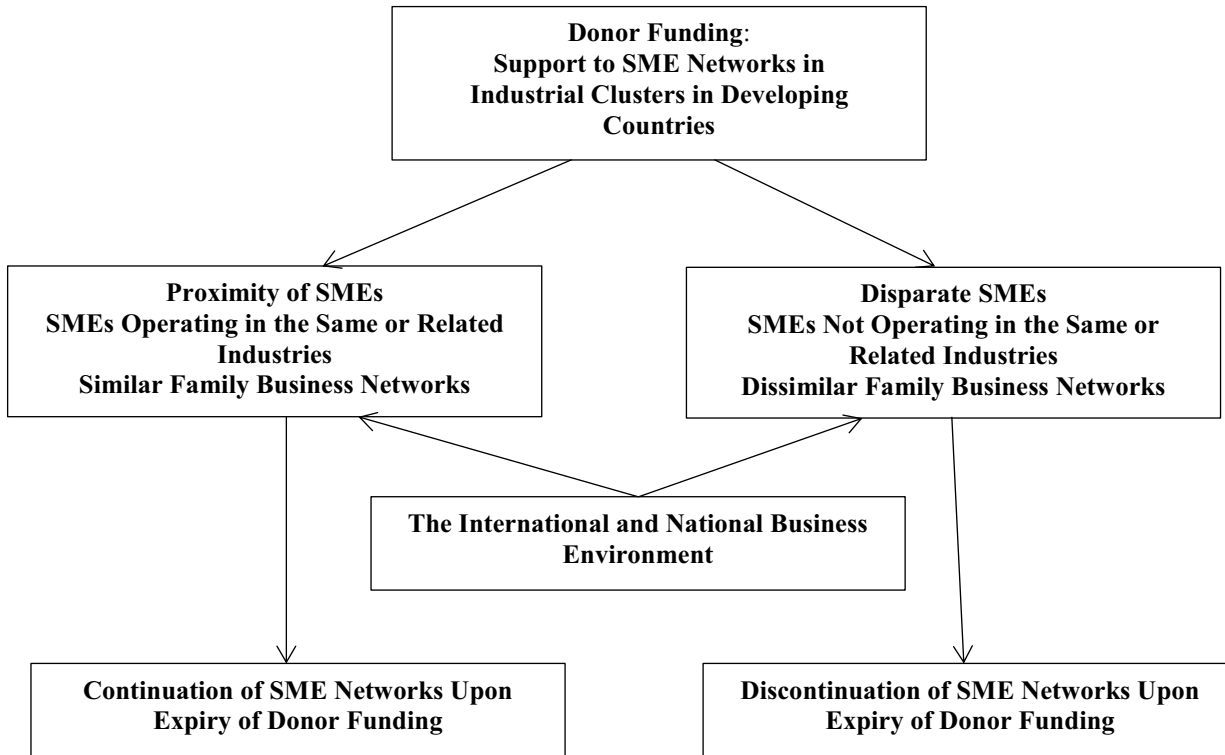 Donor Funding:
Support to SME Networks in
Industrial Clusters in Developing
Countries
Proximity of SMEs
SMEs Operating in the Same or Related
Industries
Similar Family Business Networks
Disparate SMEs
SMEs Not Operating in the Same or
Related Industries
Dissimilar Family Business Networks
The International and National Business
Environment
Continuation of SME Networks Upon
Expiry of Donor Funding
Discontinuation of SME Networks Upon
Expiry of Donor Funding